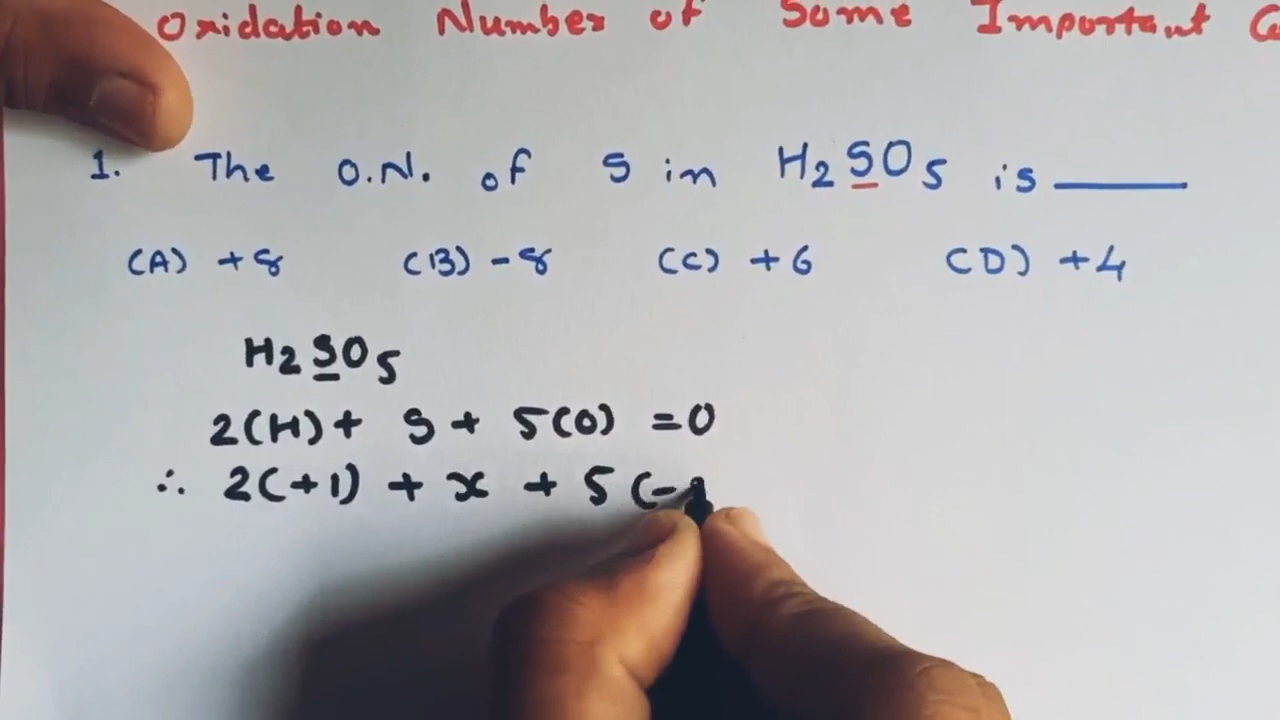 Oxidation Number of Some Important
1. The O.N. of S in H₂SO₅ is ____
(A) +8 (B) -8 (C) +6 (D) +4
H₂SO₅
2(H)+ S + 5(O) =0
∴ 2(+1) + x + 5(-